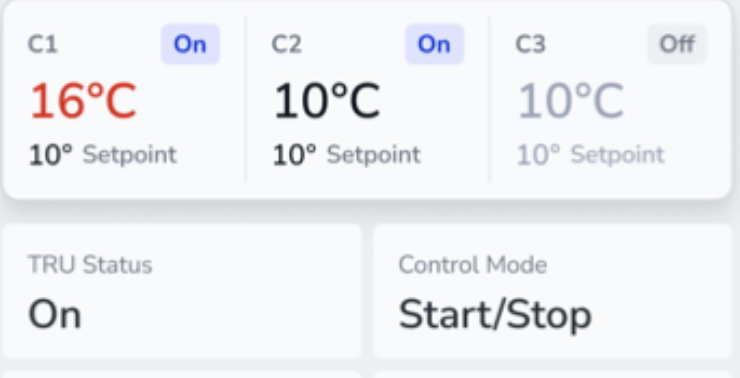 C1 On C2 On C3 Off
16°C 10°C 10°C
10° Setpoint 10° Setpoint 10° Setpoint
TRU Status Control Mode
On Start/Stop